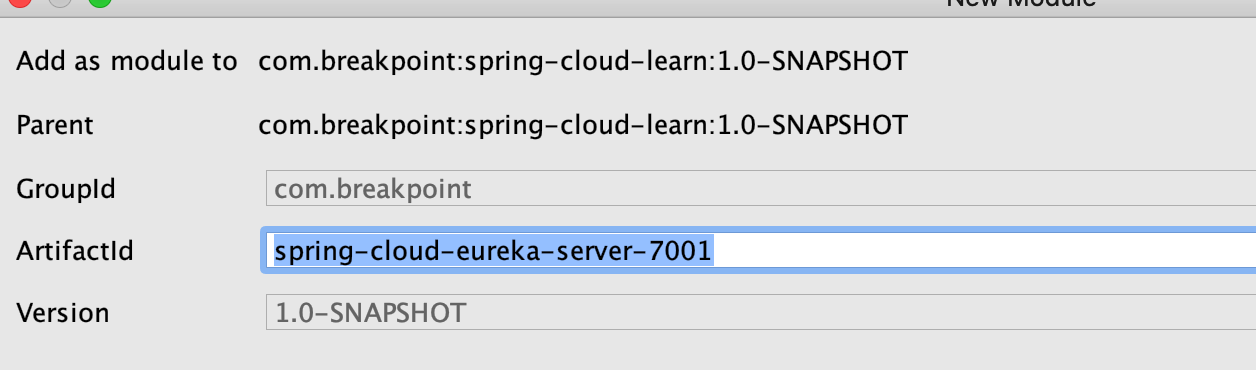 New Module
Add as module to com.breakpoint:spring-cloud-learn:1.0-SNAPSHOT
Parent com.breakpoint:spring-cloud-learn:1.0-SNAPSHOT
GroupId com.breakpoint
ArtifactId spring-cloud-eureka-server-7001
Version 1.0-SNAPSHOT